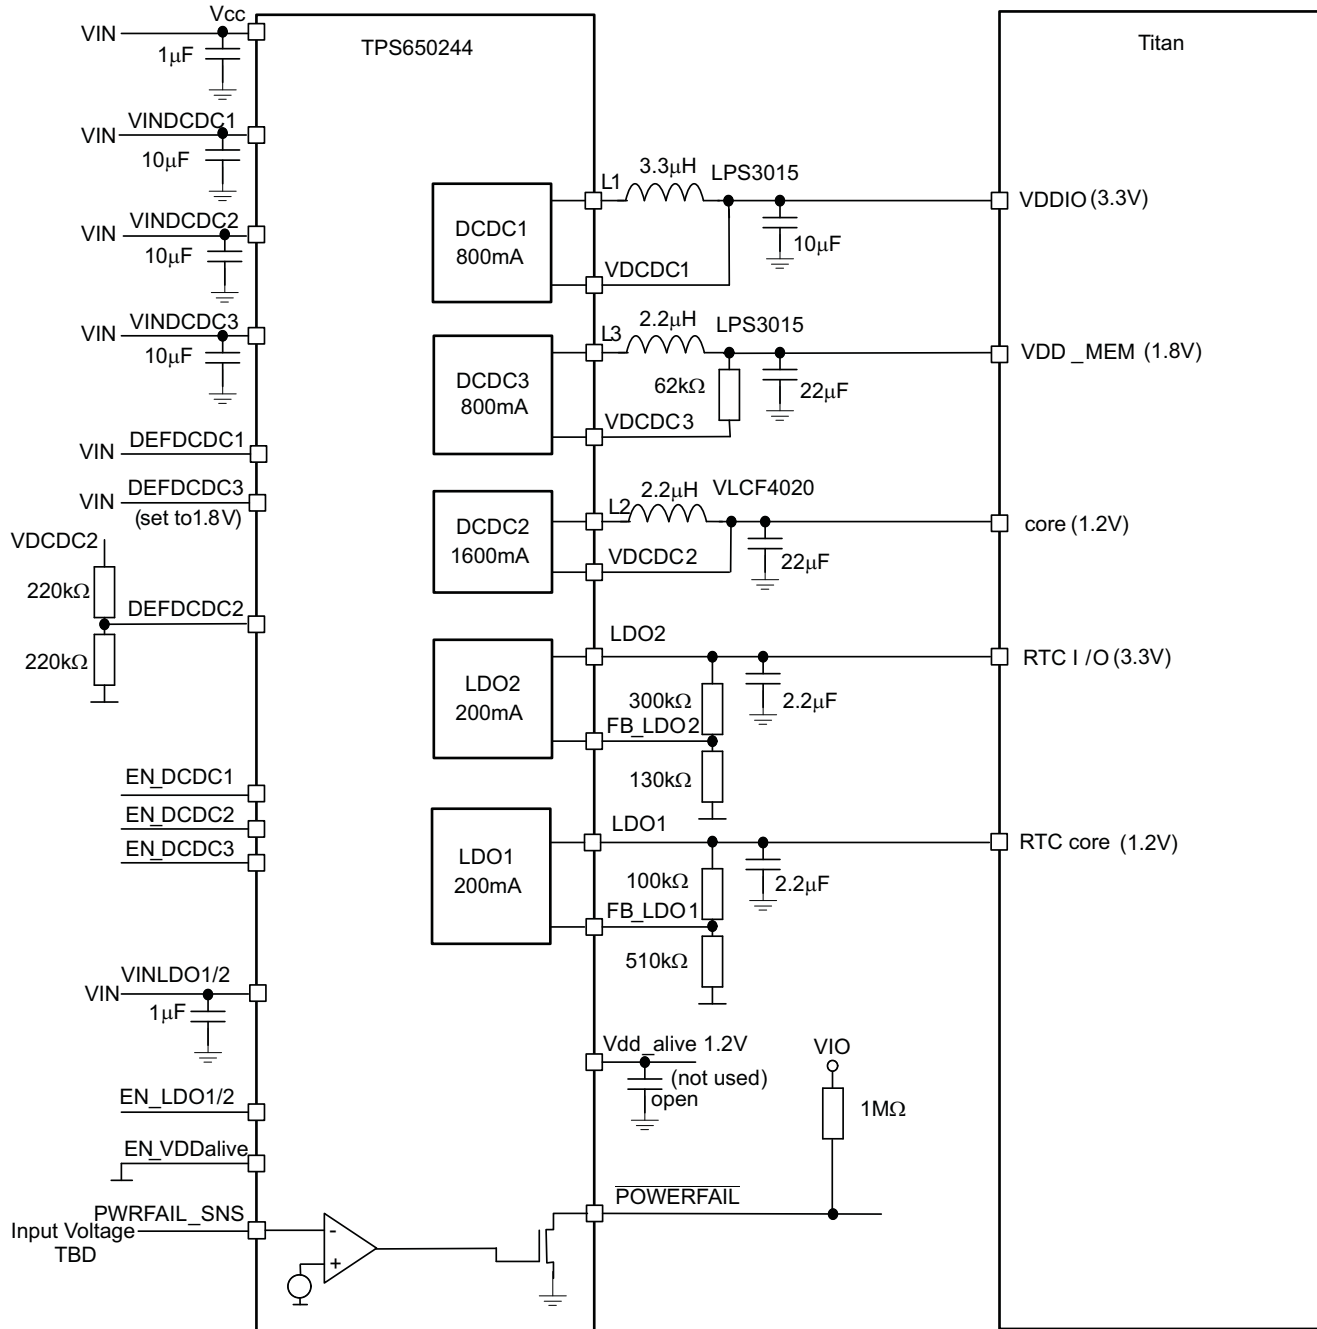 Vcc
VIN
1μF
TPS650244
Titan
VINDCDC1
VIN
10μF
VINDCDC2
VIN
10μF
VINDCDC3
VIN
10μF
DEFDCDC1
VIN
DEFDCDC3
VIN
(set to1.8V)
VDCDC2
220kΩ
DEFDCDC2
220kΩ
EN_DCDC1
EN_DCDC2
EN_DCDC3
VINLDO1/2
VIN
1μF
EN_LDO1/2
EN_VDDalive
PWRFAIL_SNS
Input Voltage
TBD
-
+
DCDC1
800mA
L1
3.3μH
LPS3015
VDCDC1
10μF
VDDIO (3.3V)
DCDC3
800mA
L3
2.2μH
LPS3015
62kΩ
VDCDC3
22μF
VDD_MEM (1.8V)
DCDC2
1600mA
L2
2.2μH
VLCF4020
VDCDC2
22μF
core (1.2V)
LDO2
200mA
LDO2
300kΩ
2.2μF
FB_LDO2
130kΩ
RTC I/O (3.3V)
LDO1
200mA
LDO1
100kΩ
2.2μF
FB_LDO1
510kΩ
RTC core (1.2V)
Vdd_alive 1.2V
(not used)
open
VIO
1MΩ
POWERFAIL